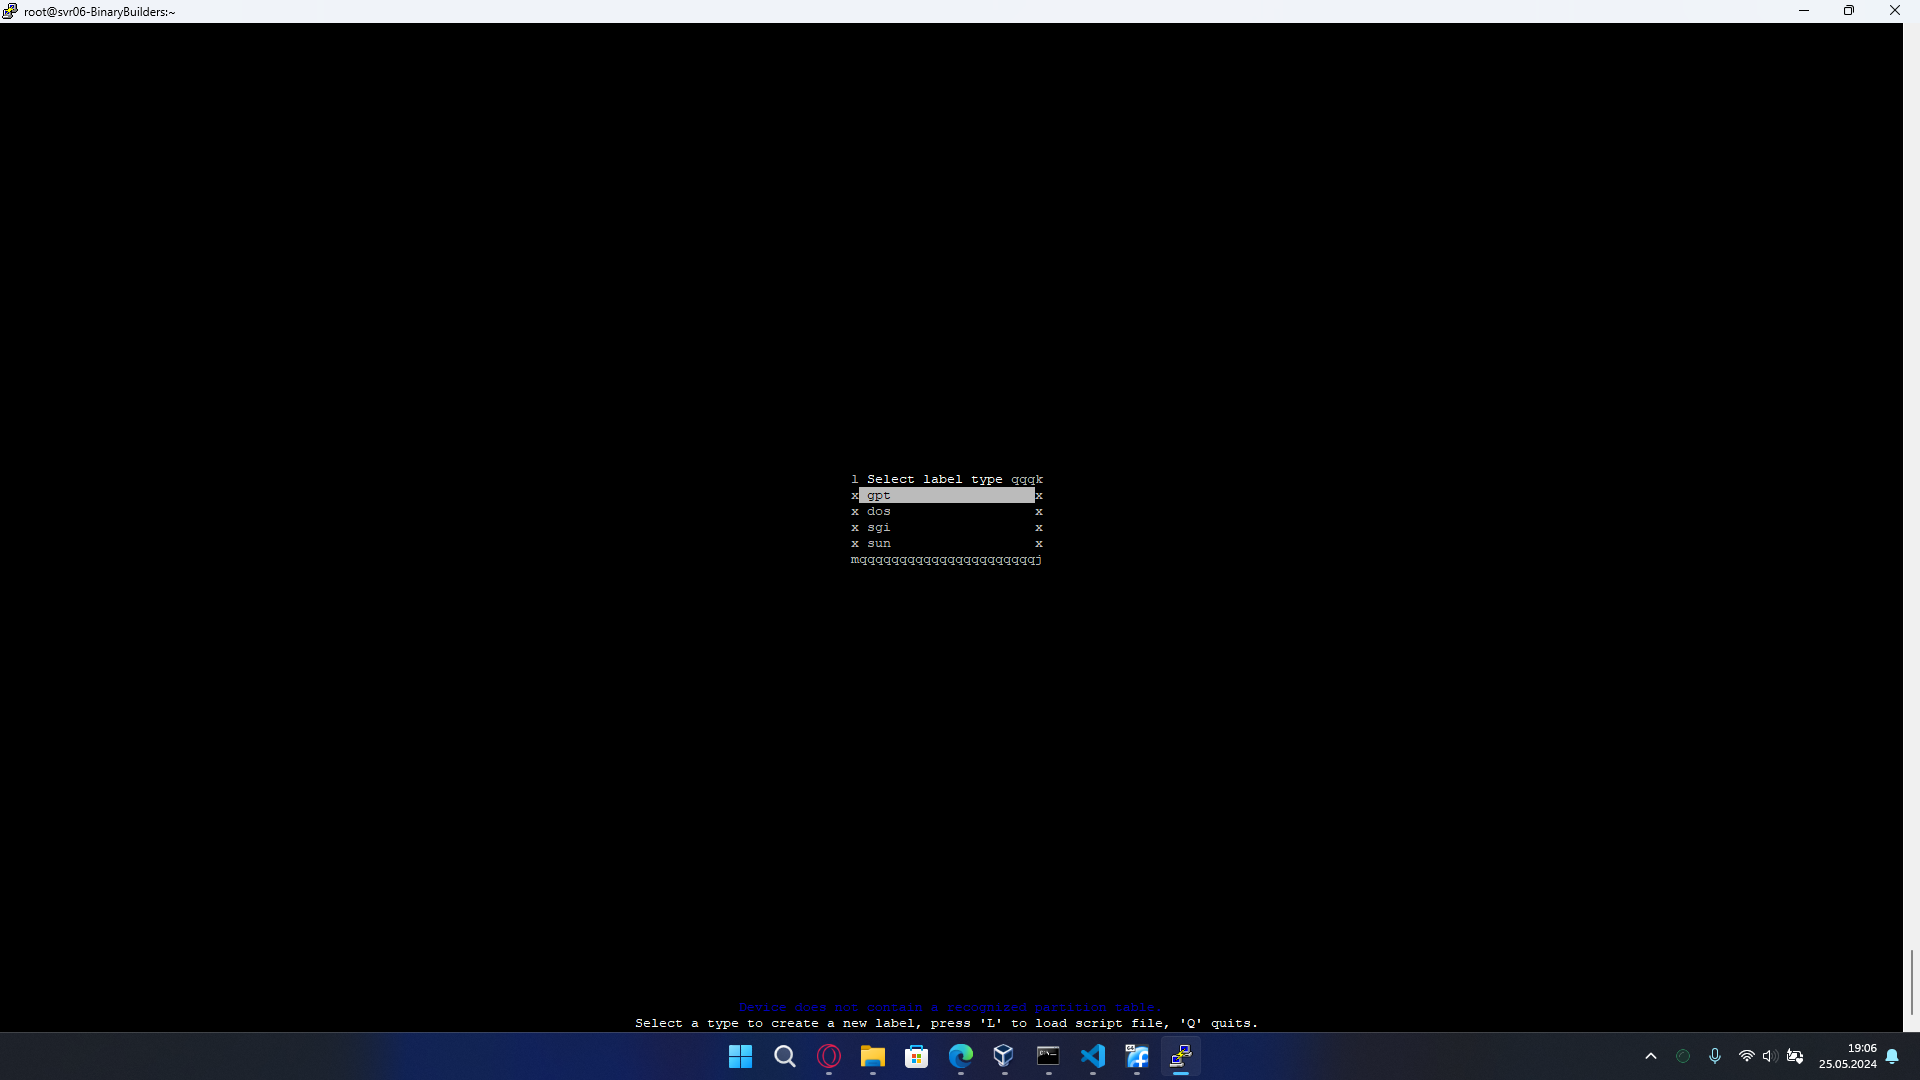 root@svr06-BinaryBuilders:~
l Select label type qqqk
x gpt x
x dos x
x sgi x
x sun x
mqqqqqqqqqqqqqqqqqqqqqqj
Device does not contain a recognized partition table.
Select a type to create a new label, press 'L' to load script file, 'Q' quits.
19:06
25.05.2024